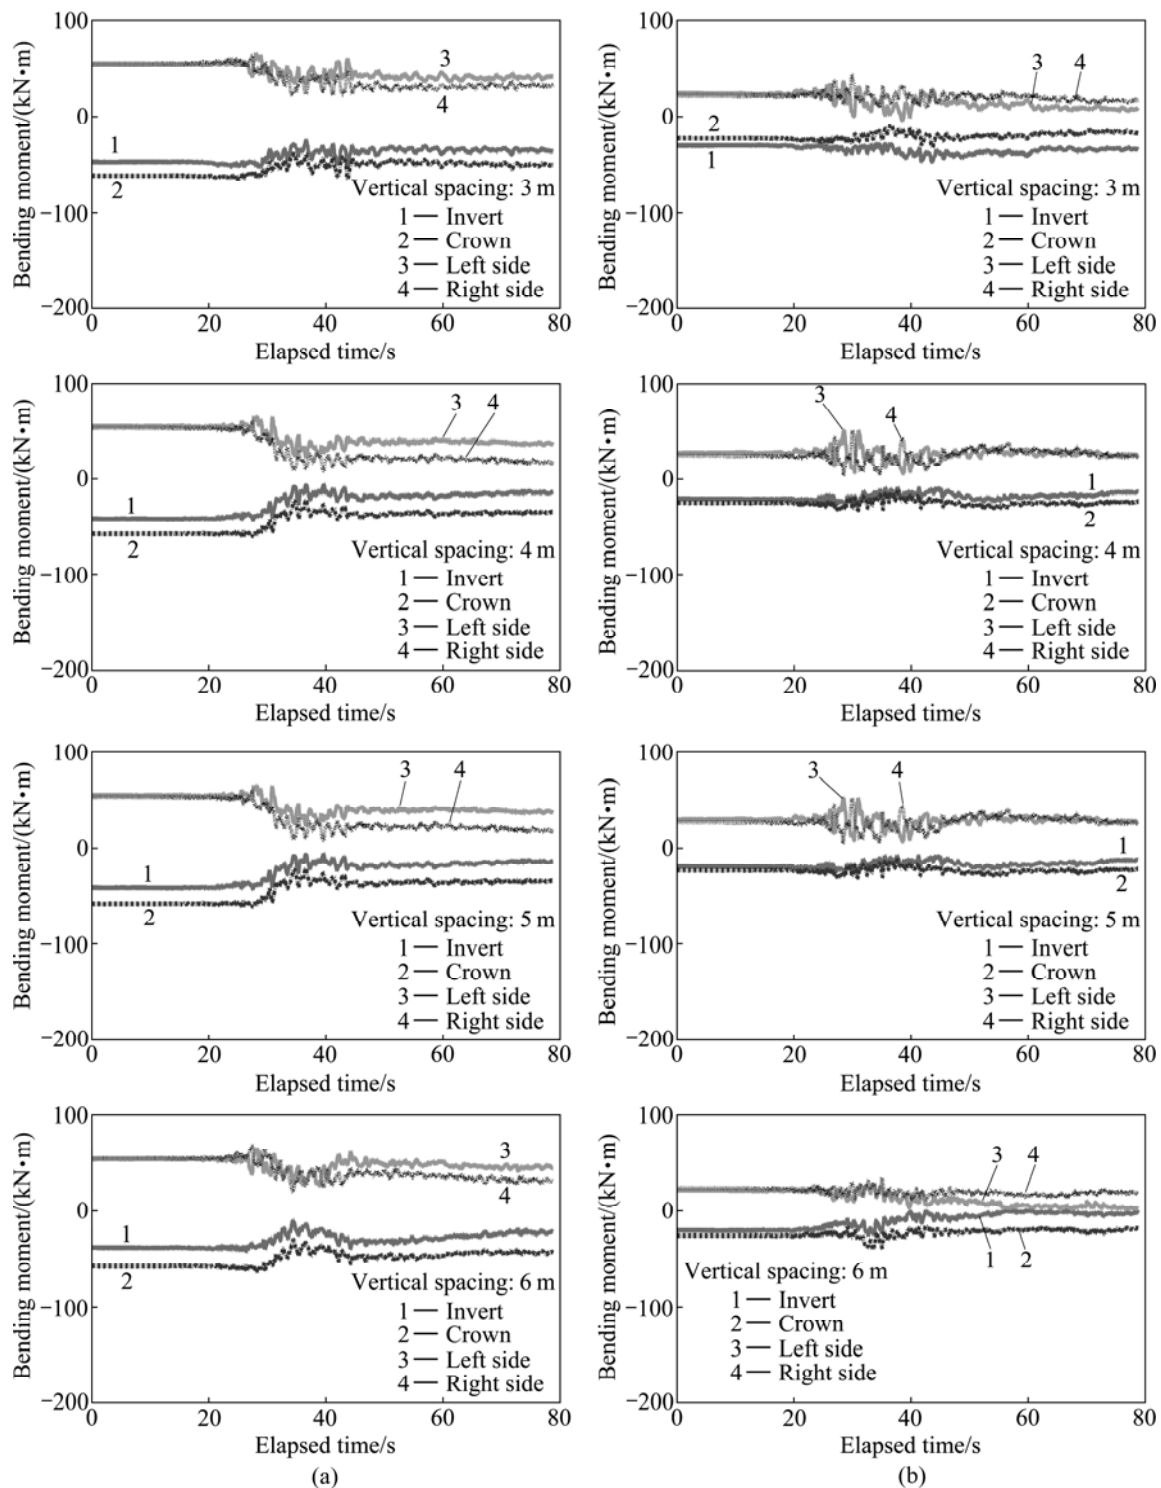 Bending moment/(kN•m)
100
0
−100
−200
3
4
1
2
Vertical spacing: 3 m
1 — Invert
2 — Crown
3 — Left side
4 — Right side
0 20 40 60 80
Elapsed time/s
Bending moment/(kN•m)
100
0
−100
−200
3 4
2
1
Vertical spacing: 3 m
1 — Invert
2 — Crown
3 — Left side
4 — Right side
0 20 40 60 80
Elapsed time/s
Bending moment/(kN•m)
100
0
−100
−200
3 4
1
2
Vertical spacing: 4 m
1 — Invert
2 — Crown
3 — Left side
4 — Right side
0 20 40 60 80
Elapsed time/s
Bending moment/(kN•m)
100
0
−100
−200
3 4
1
2
Vertical spacing: 4 m
1 — Invert
2 — Crown
3 — Left side
4 — Right side
0 20 40 60 80
Elapsed time/s
Bending moment/(kN•m)
100
0
−100
−200
3 4
1
2
Vertical spacing: 5 m
1 — Invert
2 — Crown
3 — Left side
4 — Right side
0 20 40 60 80
Elapsed time/s
Bending moment/(kN•m)
100
0
−100
−200
3 4
1
2
Vertical spacing: 5 m
1 — Invert
2 — Crown
3 — Left side
4 — Right side
0 20 40 60 80
Elapsed time/s
Bending moment/(kN•m)
100
0
−100
−200
3
4
1
2
Vertical spacing: 6 m
1 — Invert
2 — Crown
3 — Left side
4 — Right side
0 20 40 60 80
Elapsed time/s
(a)
Bending moment/(kN•m)
100
0
−100
−200
3 4
1 2
Vertical spacing: 6 m
1 — Invert
2 — Crown
3 — Left side
4 — Right side
0 20 40 60 80
Elapsed time/s
(b)